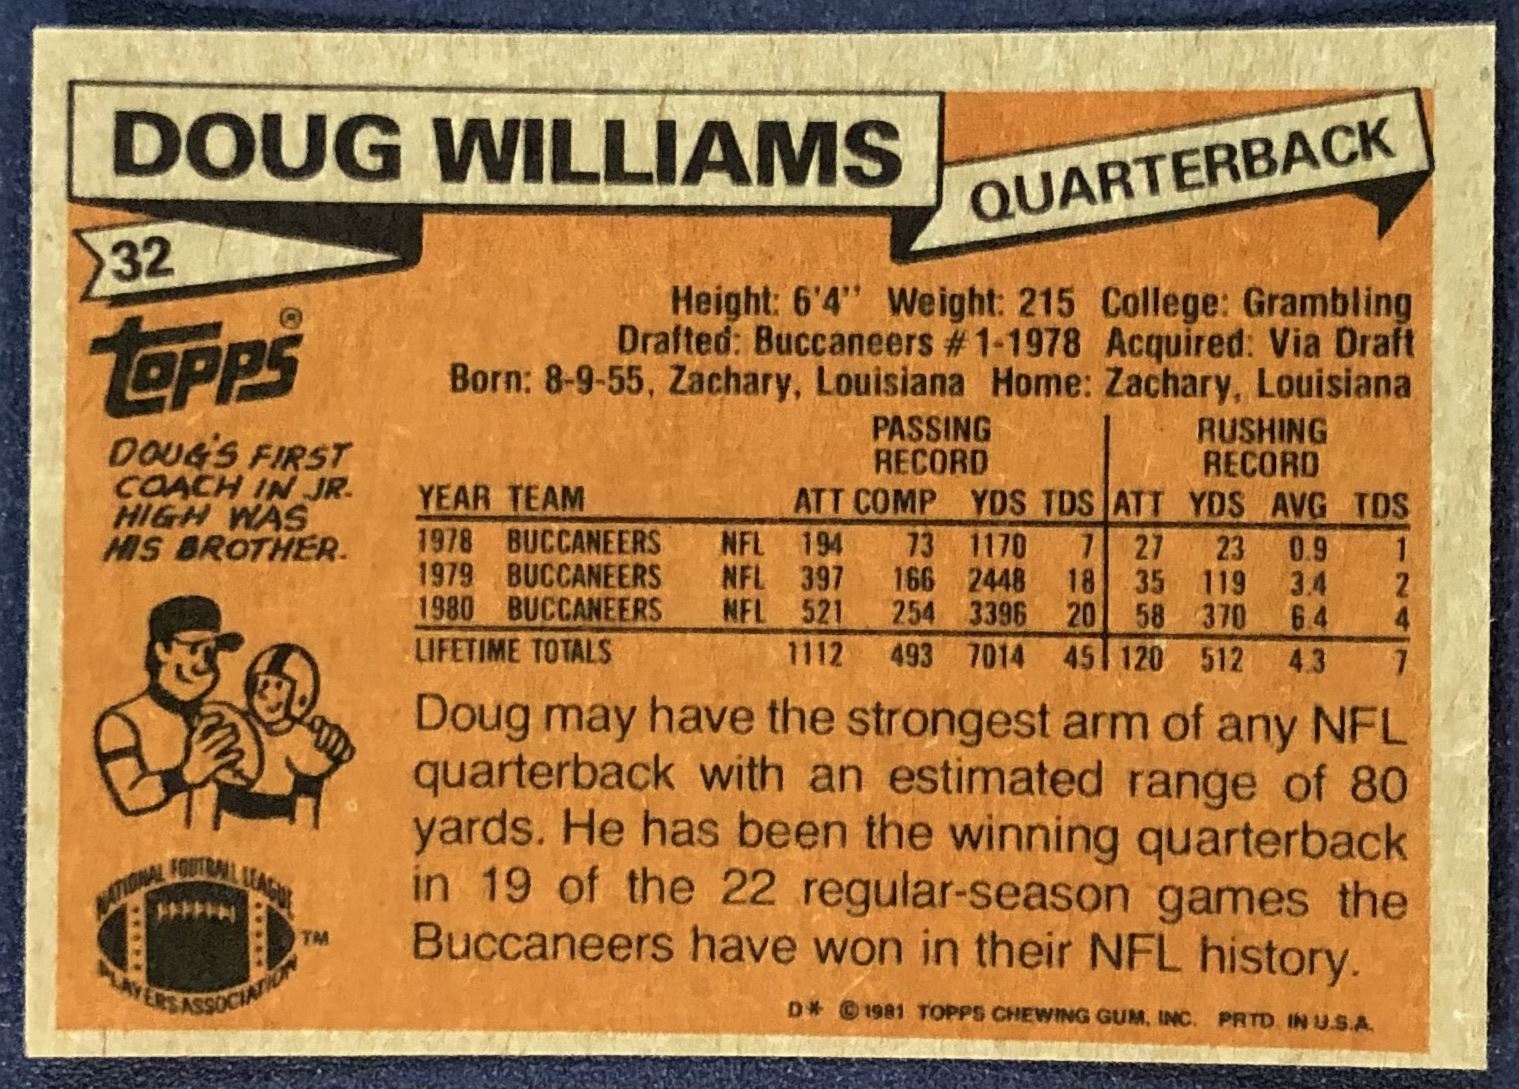 DOUG WILLIAMS
QUARTERBACK
32
topps®
Height: 6'4'' Weight: 215 College: Grambling
Drafted: Buccaneers #1-1978 Acquired: Via Draft
Born: 8-9-55, Zachary, Louisiana Home: Zachary, Louisiana
DOUG'S FIRST
COACH IN JR.
HIGH WAS
HIS BROTHER.
PASSING RECORD RUSHING RECORD
YEAR TEAM ATT COMP YDS TDS ATT YDS AVG TDS
1978 BUCCANEERS NFL 194 73 1170 7 27 23 0.9 1
1979 BUCCANEERS NFL 397 166 2448 18 35 119 3.4 2
1980 BUCCANEERS NFL 521 254 3396 20 58 370 6.4 4
LIFETIME TOTALS 1112 493 7014 45 120 512 4.3 7
Doug may have the strongest arm of any NFL
quarterback with an estimated range of 80
yards. He has been the winning quarterback
in 19 of the 22 regular-season games the
Buccaneers have won in their NFL history.
NATIONAL FOOTBALL LEAGUE
PLAYERS ASSOCIATION
TM
D* © 1981 TOPPS CHEWING GUM, INC. PRTD. IN U.S.A.